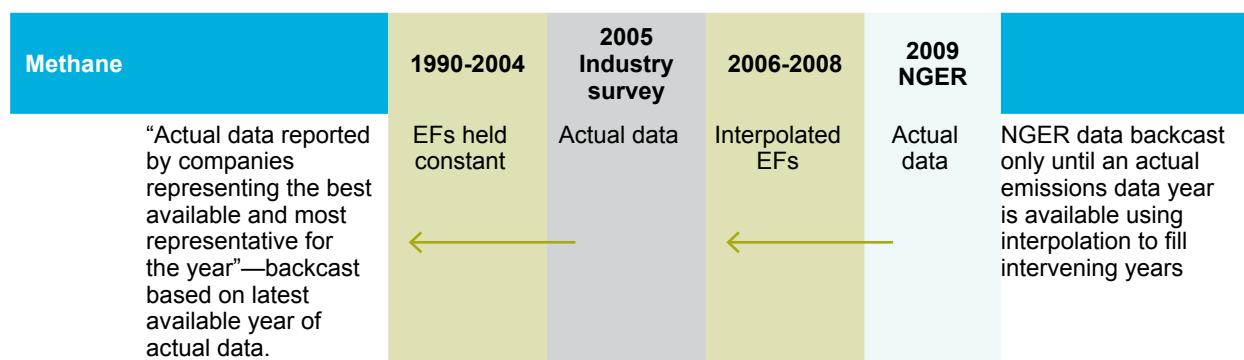 Methane
1990-2004
2005
Industry
survey
2006-2008
2009
NGER
“Actual data reported
by companies
representing the best
available and most
representative for
the year”—backcast
based on latest
available year of
actual data.
EFs held
constant
Actual data
Interpolated
EFs
Actual
data
NGER data backcast
only until an actual
emissions data year
is available using
interpolation to fill
intervening years